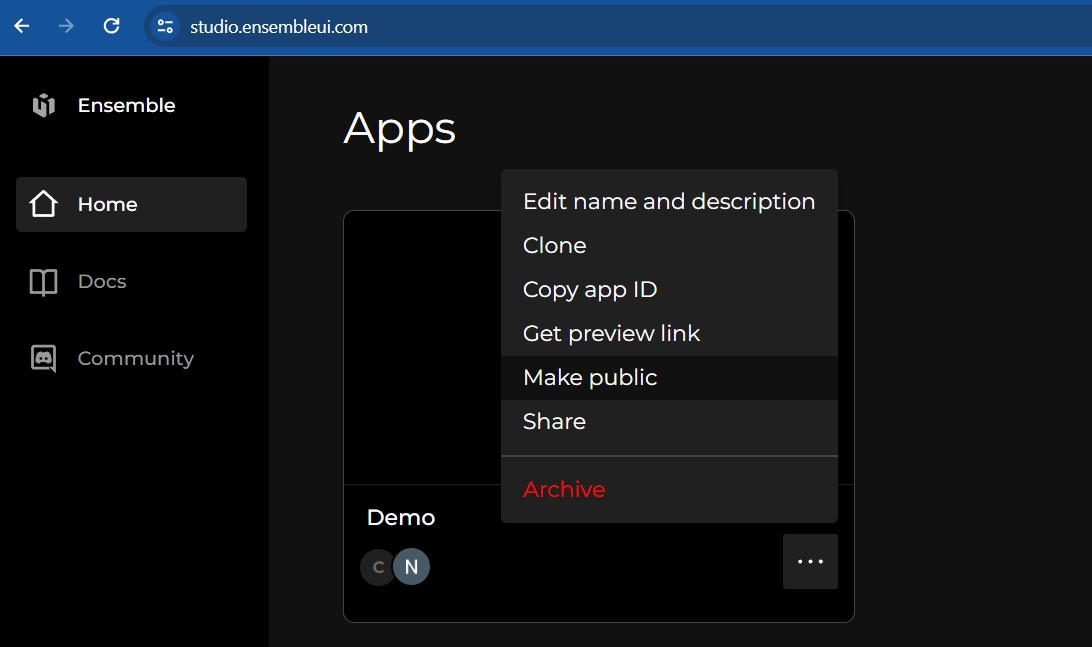 studio.ensembleui.com
Ensemble
Home
Docs
Community
Apps
Edit name and description
Clone
Copy app ID
Get preview link
Make public
Share
Archive
Demo
C N
...